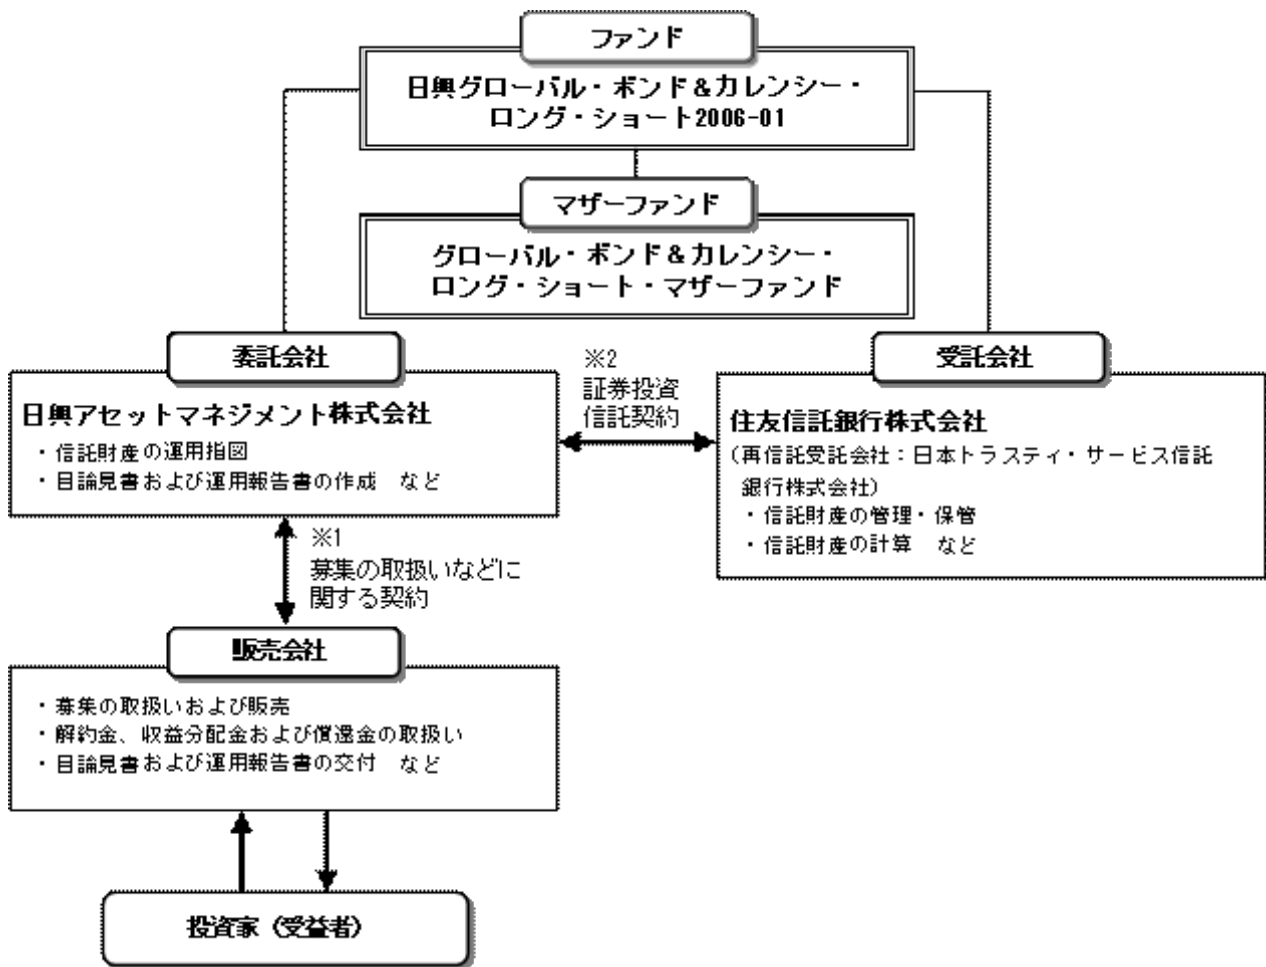 ファンド
日興グローバル・ボンド&カレンシー・
ロング・ショート2006-01
マザーファンド
グローバル・ボンド&カレンシー・
ロング・ショート・マザーファンド
委託会社
日興アセットマネジメント株式会社
・信託財産の運用指図
・目論見書および運用報告書の作成 など
※2
証券投資
信託契約
受託会社
住友信託銀行株式会社
(再信託受託会社:日本トラスティ・サービス信託
銀行株式会社)
・信託財産の管理・保管
・信託財産の計算 など
※1
募集の取扱いなどに
関する契約
販売会社
・募集の取扱いおよび販売
・解約金、収益分配金および償還金の取扱い
・目論見書および運用報告書の交付 など
投資家(受益者)